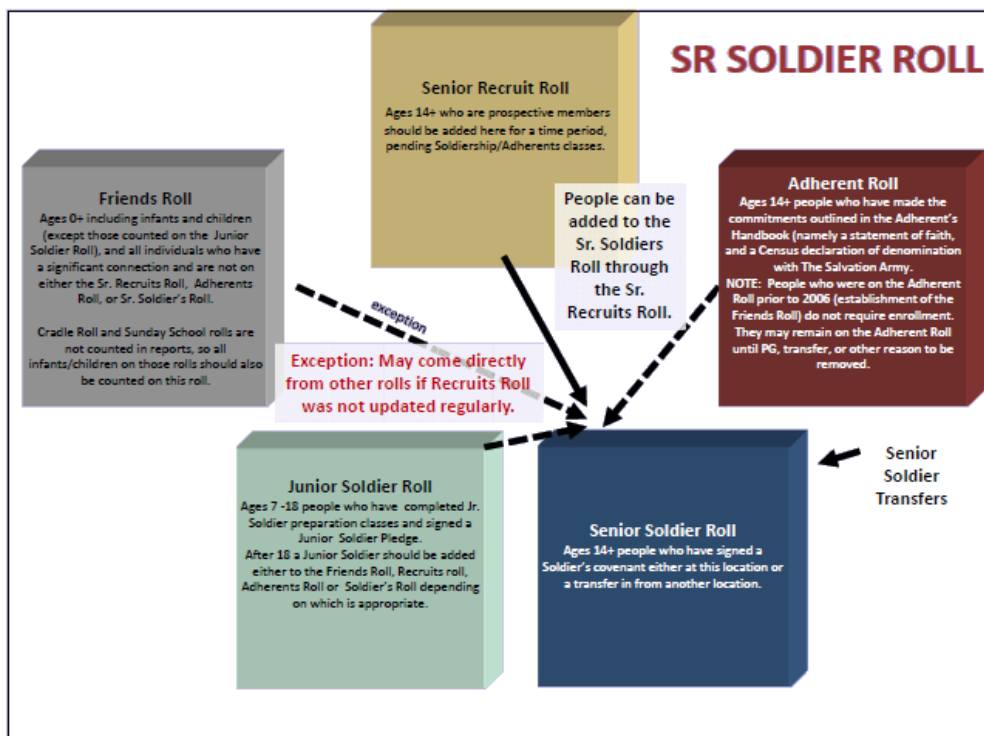 SR SOLDIER ROLL
Senior Recruit Roll
Ages 14+ who are prospective members
should be added here for a time period,
pending Soldiership/Adherents classes.
Friends Roll
Ages 0+ including infants and children
(except those counted on the Junior
Soldier Roll), and all individuals who have
a significant connection and are not on
either the Sr. Recruits Roll, Adherents
Roll, or Sr. Soldier's Roll.
Cradle Roll and Sunday School rolls are
not counted in reports, so all
infants/children on those rolls should also
be counted on this roll.
People can be
added to the
Sr. Soldiers
Roll through
the Sr.
Recruits Roll.
Adherent Roll
Ages 14+ people who have made the
commitments outlined in the Adherent's
Handbook (namely a statement of faith,
and a Census declaration of denomination
with The Salvation Army.
NOTE: People who were on the Adherent
Roll prior to 2006 (establishment of the
Friends Roll) do not require enrollment.
They may remain on the Adherent Roll
until PG, transfer, or other reason to be
removed.
exception
Exception: May come directly
from other rolls if Recruits Roll
was not updated regularly.
Junior Soldier Roll
Ages 7 -18 people who have completed Jr.
Soldier preparation classes and signed a
Junior Soldier Pledge.
After 18 a Junior Soldier should be added
either to the Friends Roll, Recruits roll,
Adherents Roll or Soldier's Roll depending
on which is appropriate.
Senior Soldier Roll
Ages 14+ people who have signed a
Soldier's covenant either at this location or
a transfer in from another location.
Senior
Soldier
Transfers